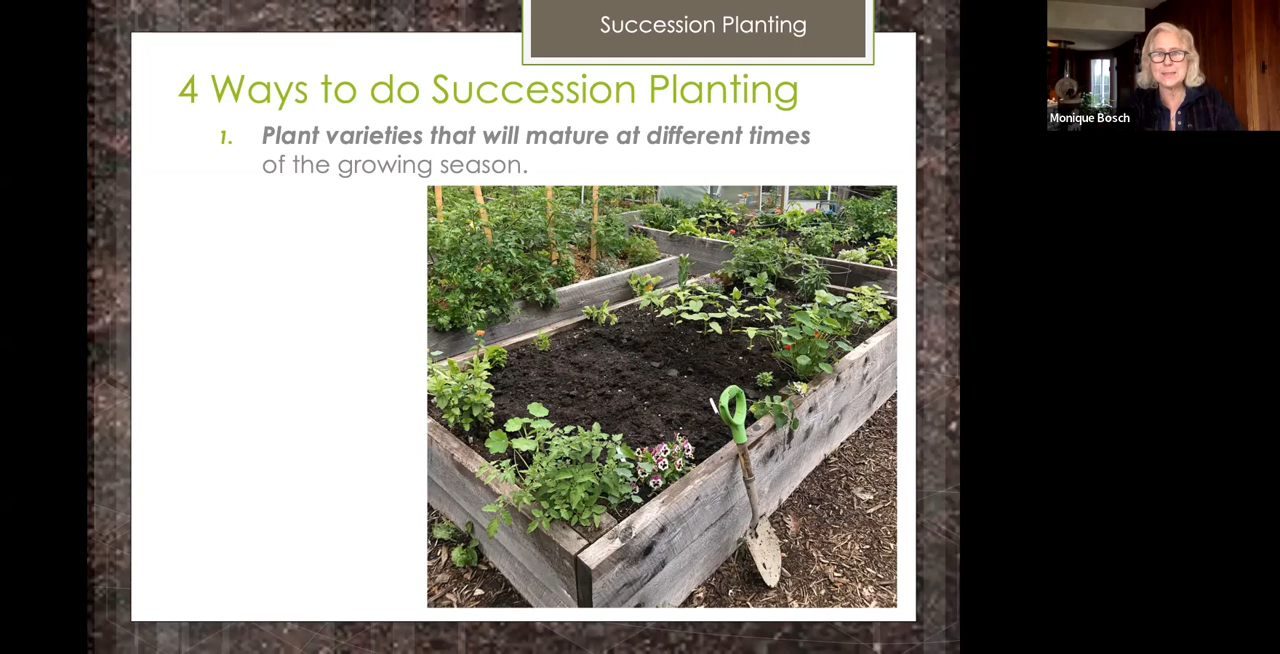 Succession Planting
4 Ways to do Succession Planting
1. Plant varieties that will mature at different times
of the growing season.
Monique Bosch